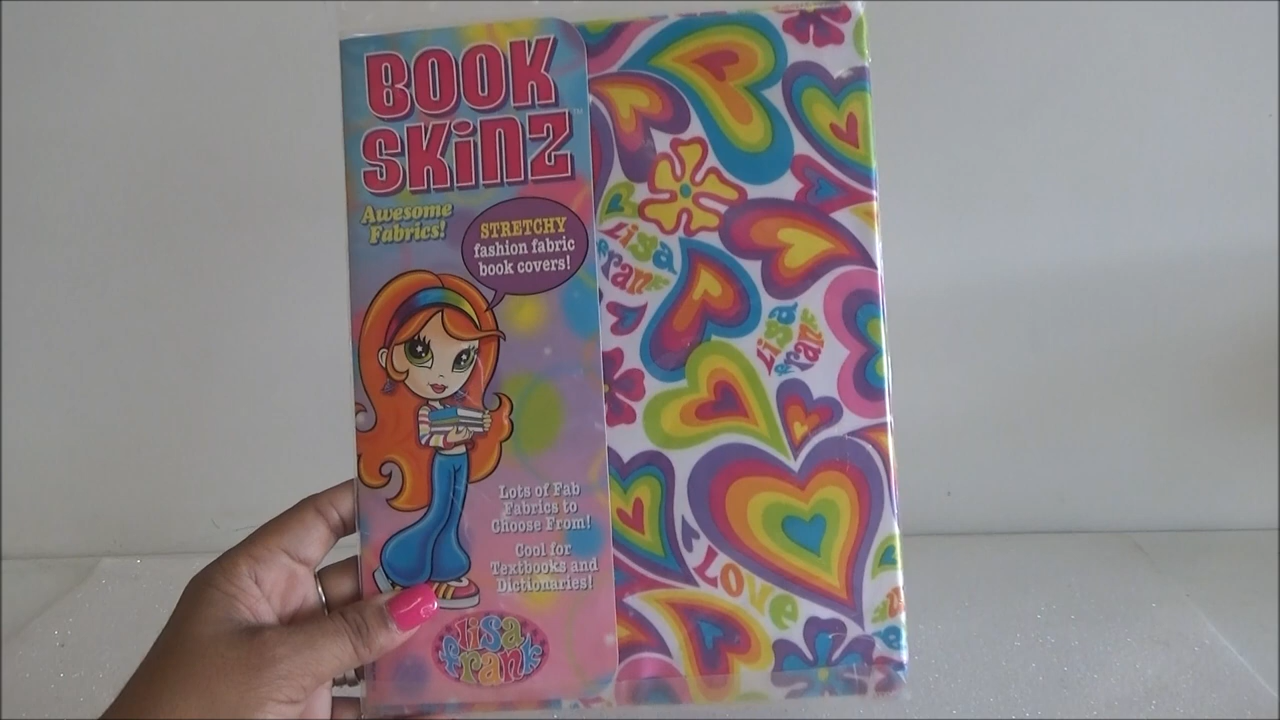 BOOK
SKinZ™
Awesome
Fabrics!
STRETCHY
fashion fabric
book covers!
Lots of Fab
Fabrics to
Choose From!
Cool for
Textbooks and
Dictionaries!
lisa
frank
Lisa
frank
Lisa
frank
LOVe